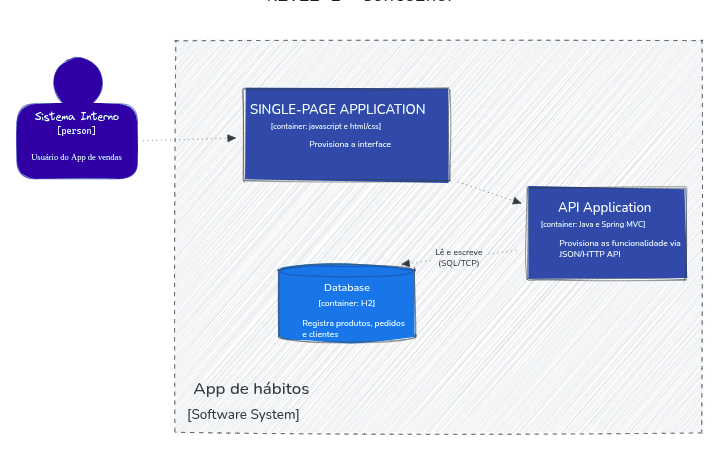 Sistema Interno
[person]
Usuário do App de vendas
SINGLE-PAGE APPLICATION
[container: javascript e html/css]
Provisiona a interface
API Application
[container: Java e Spring MVC]
Provisiona as funcionalidade via
JSON/HTTP API
Lê e escreve
(SQL/TCP)
Database
[container: H2]
Registra produtos, pedidos
e clientes
App de hábitos
[Software System]